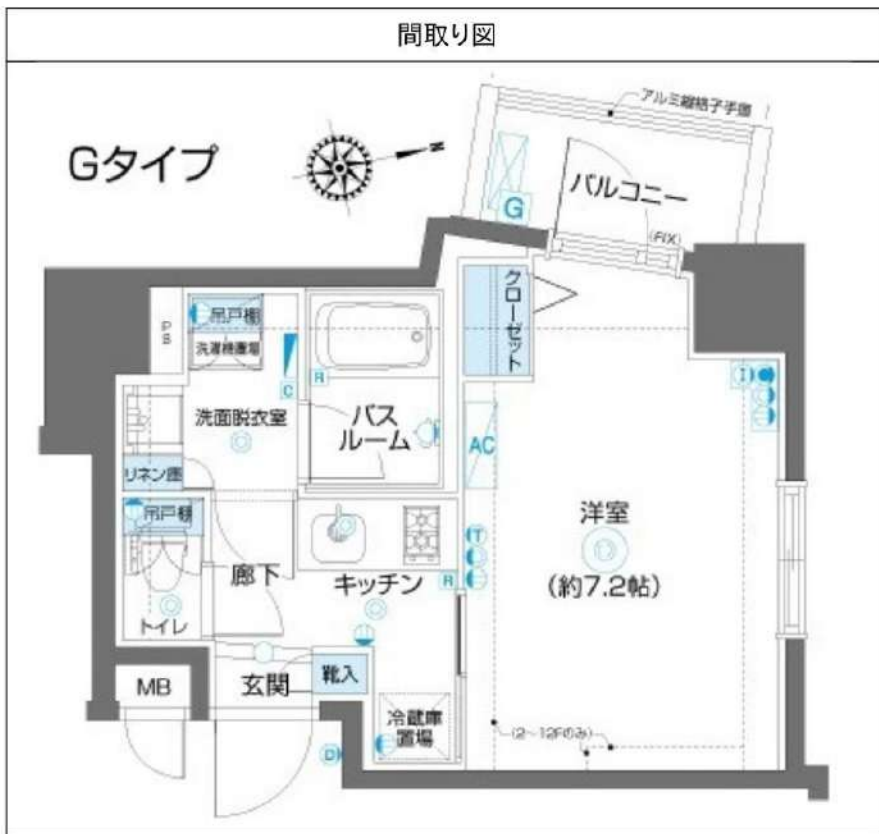 間取り図
Gタイプ
N
アルミ縦格子手摺
バルコニー
G
(FIX)
クローゼット
PS
吊戸棚
洗濯機置場
C
R
洗面脱衣室
バス
ルーム
AC
I
リネン庫
吊戸棚
トイレ
廊下
キッチン
R
T
洋室
(約7.2帖)
MB
玄関
靴入
冷蔵庫
置場
(2～12Fのみ)
D